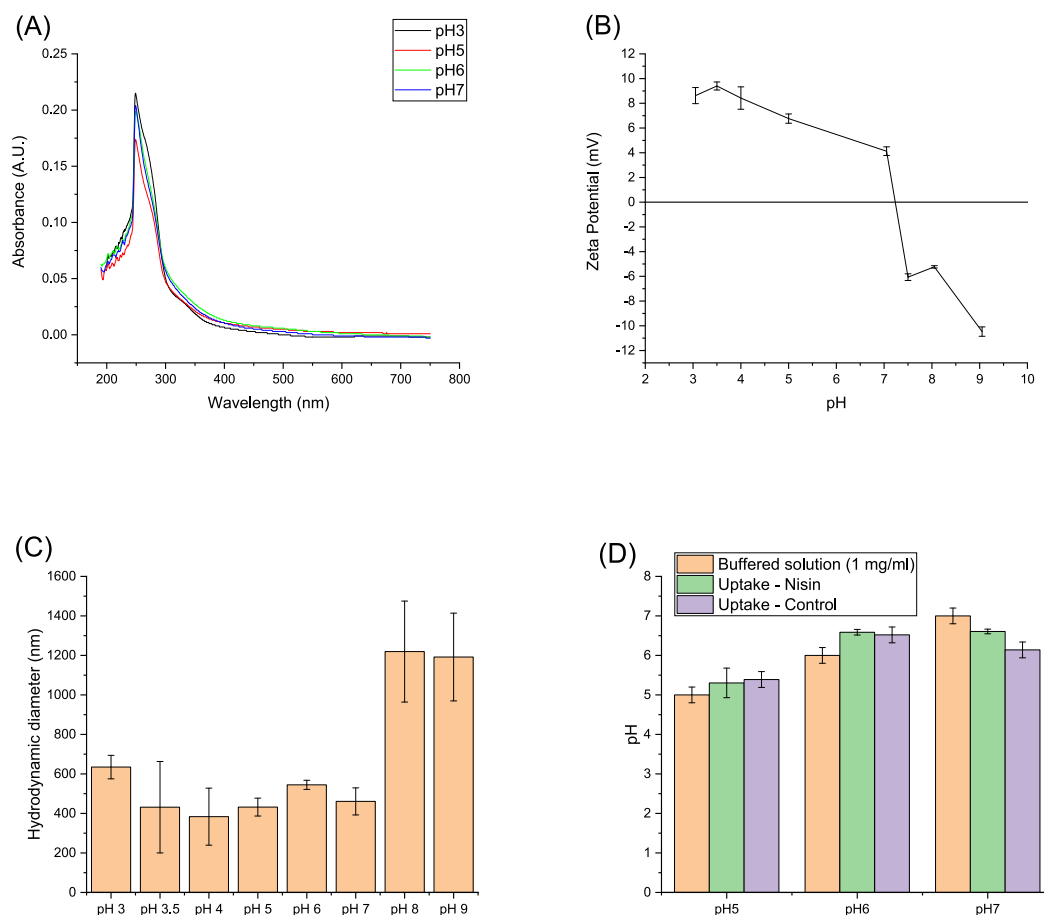 (A)
pH3
pH5
pH6
pH7
0.25
0.20
0.15
0.10
0.05
0.00
Absorbance (A.U.)
200 300 400 500 600 700 800
Wavelength (nm)
(B)
12
10
8
6
4
2
0
-2
-4
-6
-8
-10
-12
Zeta Potential (mV)
2 3 4 5 6 7 8 9 10
pH
(C)
1600
1400
1200
1000
800
600
400
200
0
Hydrodynamic diameter (nm)
pH 3 pH 3.5 pH 4 pH 5 pH 6 pH 7 pH 8 pH 9
(D)
Buffered solution (1 mg/ml)
Uptake - Nisin
Uptake - Control
8
7
6
5
4
3
2
1
0
pH
pH5 pH6 pH7